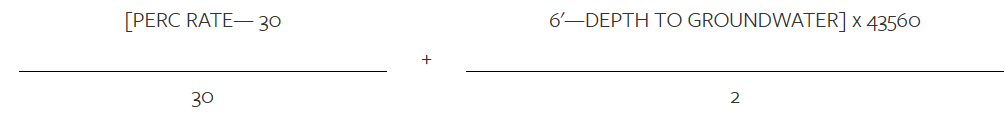 [PERC RATE— 30 6′—DEPTH TO GROUNDWATER] x 43560
+
30 2